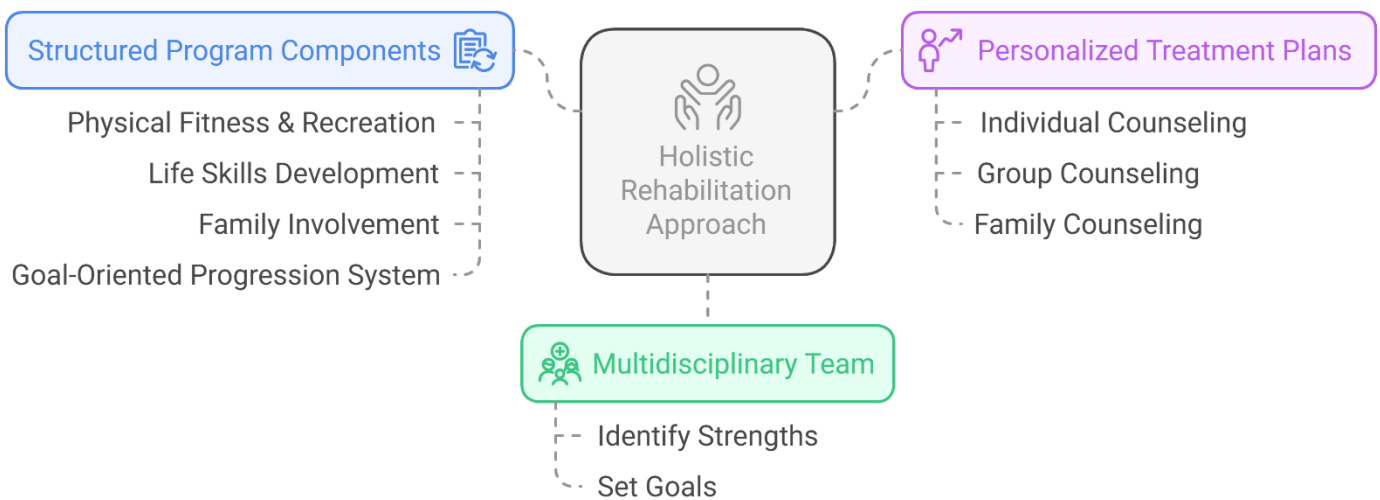 Structured Program Components
Physical Fitness & Recreation
Life Skills Development
Family Involvement
Goal-Oriented Progression System
Holistic
Rehabilitation
Approach
Personalized Treatment Plans
Individual Counseling
Group Counseling
Family Counseling
Multidisciplinary Team
Identify Strengths
Set Goals